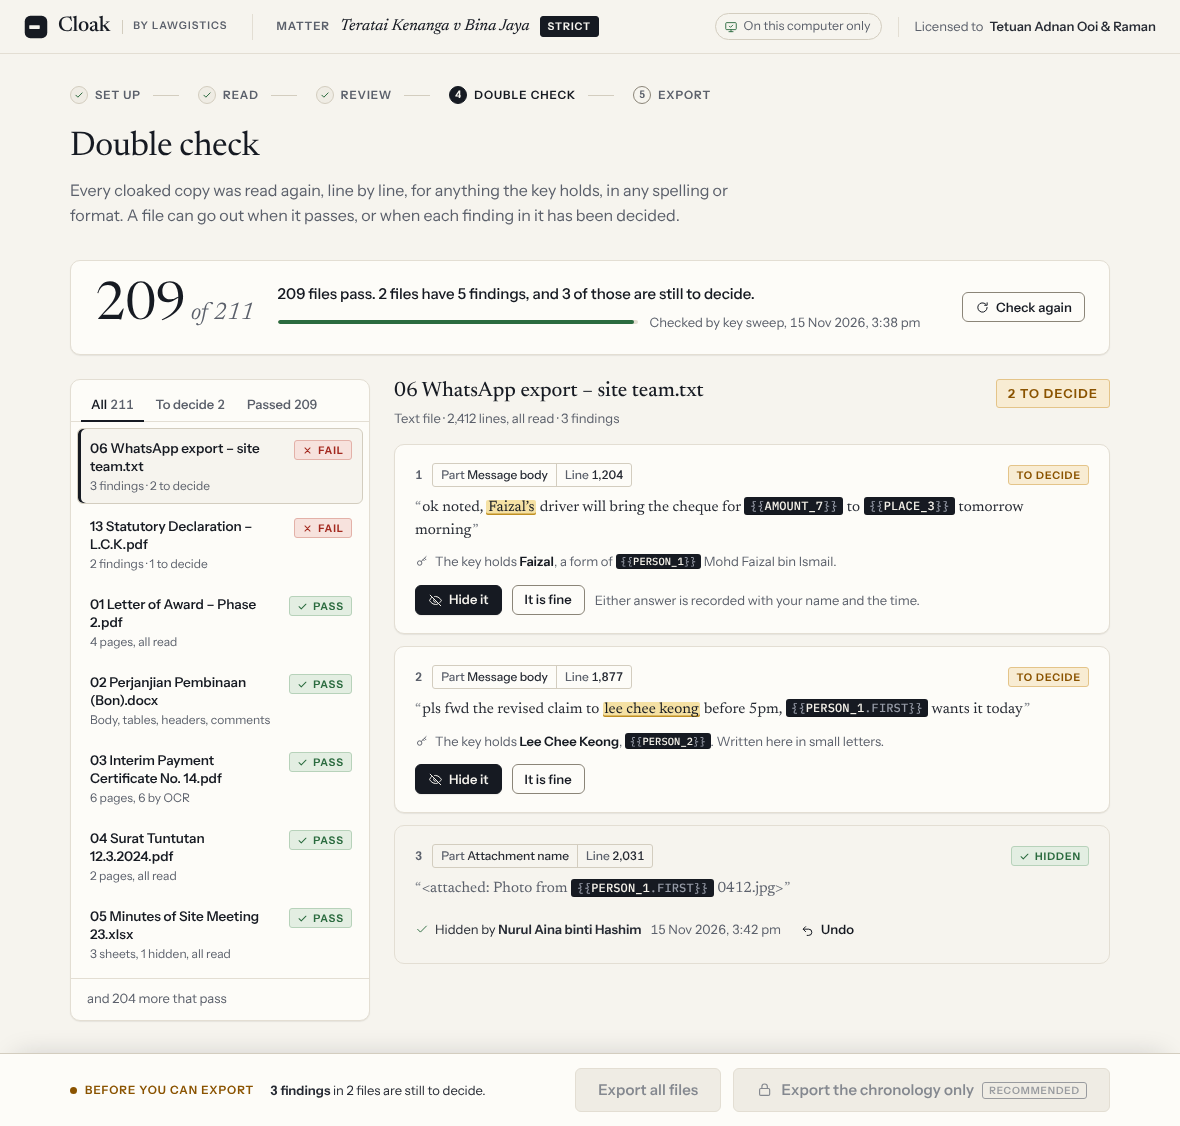 Cloak BY LAWGISTICS MATTER Teratai Kenanga v Bina Jaya STRICT On this computer only Licensed to Tetuan Adnan Ooi & Raman
SET UP READ REVIEW 4 DOUBLE CHECK 5 EXPORT
Double check
Every cloaked copy was read again, line by line, for anything the key holds, in any spelling or
format. A file can go out when it passes, or when each finding in it has been decided.
209 of 211
209 files pass. 2 files have 5 findings, and 3 of those are still to decide.
Checked by key sweep, 15 Nov 2026, 3:38 pm
Check again
All 211 To decide 2 Passed 209
06 WhatsApp export – site
team.txt
FAIL
3 findings · 2 to decide
13 Statutory Declaration –
L.C.K.pdf
FAIL
2 findings · 1 to decide
01 Letter of Award – Phase
2.pdf
PASS
4 pages, all read
02 Perjanjian Pembinaan
(Bon).docx
PASS
Body, tables, headers, comments
03 Interim Payment
Certificate No. 14.pdf
PASS
6 pages, 6 by OCR
04 Surat Tuntutan
12.3.2024.pdf
PASS
2 pages, all read
05 Minutes of Site Meeting
23.xlsx
PASS
3 sheets, 1 hidden, all read
and 204 more that pass
06 WhatsApp export – site team.txt
2 TO DECIDE
Text file · 2,412 lines, all read · 3 findings
1 Part Message body Line 1,204 TO DECIDE
“ok noted, Faizal’s driver will bring the cheque for {{AMOUNT_7}} to {{PLACE_3}} tomorrow
morning”
The key holds Faizal, a form of {{PERSON_1}} Mohd Faizal bin Ismail.
Hide it It is fine Either answer is recorded with your name and the time.
2 Part Message body Line 1,877 TO DECIDE
“pls fwd the revised claim to lee chee keong before 5pm, {{PERSON_1.FIRST}} wants it today”
The key holds Lee Chee Keong, {{PERSON_2}}. Written here in small letters.
Hide it It is fine
3 Part Attachment name Line 2,031 HIDDEN
“<attached: Photo from {{PERSON_1.FIRST}} 0412.jpg>”
Hidden by Nurul Aina binti Hashim 15 Nov 2026, 3:42 pm Undo
BEFORE YOU CAN EXPORT 3 findings in 2 files are still to decide. Export all files Export the chronology only RECOMMENDED